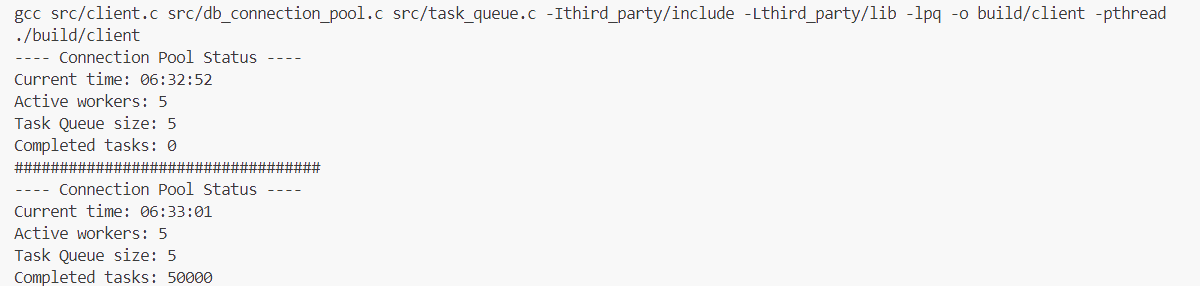 gcc src/client.c src/db_connection_pool.c src/task_queue.c -Ithird_party/include -Lthird_party/lib -lpq -o build/client -pthread
./build/client
---- Connection Pool Status ----
Current time: 06:32:52
Active workers: 5
Task Queue size: 5
Completed tasks: 0
##################################
---- Connection Pool Status ----
Current time: 06:33:01
Active workers: 5
Task Queue size: 5
Completed tasks: 50000